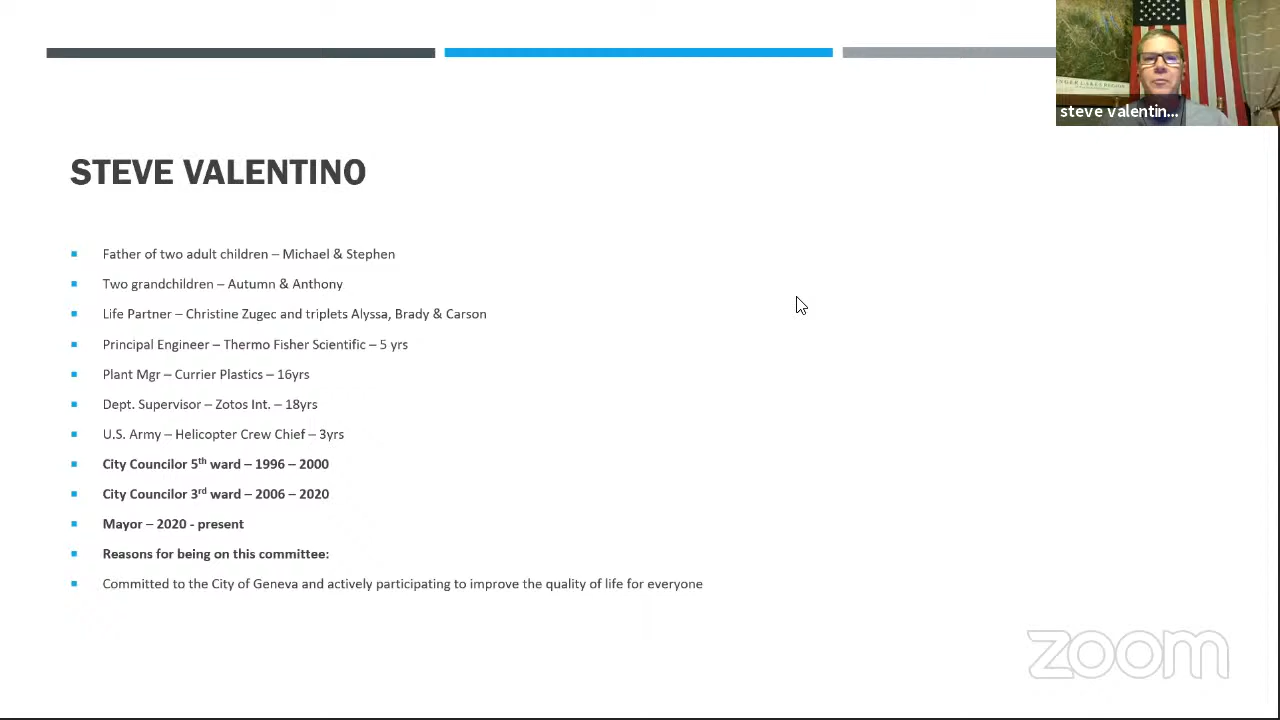 steve valentin...
STEVE VALENTINO
Father of two adult children – Michael & Stephen
Two grandchildren – Autumn & Anthony
Life Partner – Christine Zugec and triplets Alyssa, Brady & Carson
Principal Engineer – Thermo Fisher Scientific – 5 yrs
Plant Mgr – Currier Plastics – 16yrs
Dept. Supervisor – Zotos Int. – 18yrs
U.S. Army – Helicopter Crew Chief – 3yrs
City Councilor 5th ward – 1996 – 2000
City Councilor 3rd ward – 2006 – 2020
Mayor – 2020 - present
Reasons for being on this committee:
Committed to the City of Geneva and actively participating to improve the quality of life for everyone
zoom